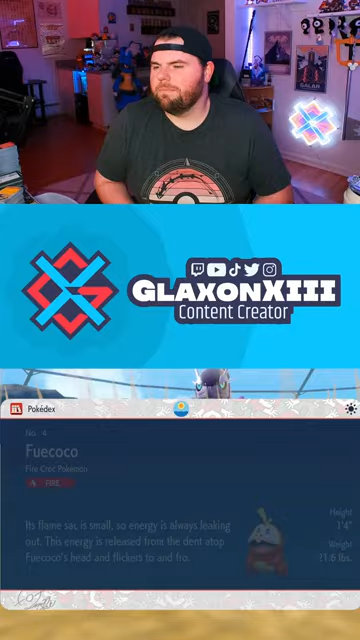 SALAR
GLAXONXIII
Content Creator
Pokédex
No. 4
Fuecoco
Fire Croc Pokémon
FIRE
Its flame sac is small, so energy is always leaking
out. This energy is released from the dent atop
Fuecoco's head and flickers to and fro.
Height
1'4"
Weight
21.6 lbs.